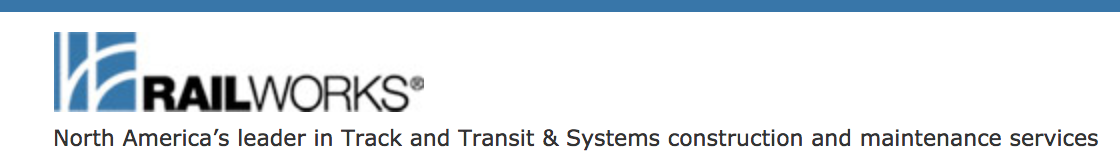 RAILWORKS®
North America’s leader in Track and Transit & Systems construction and maintenance services